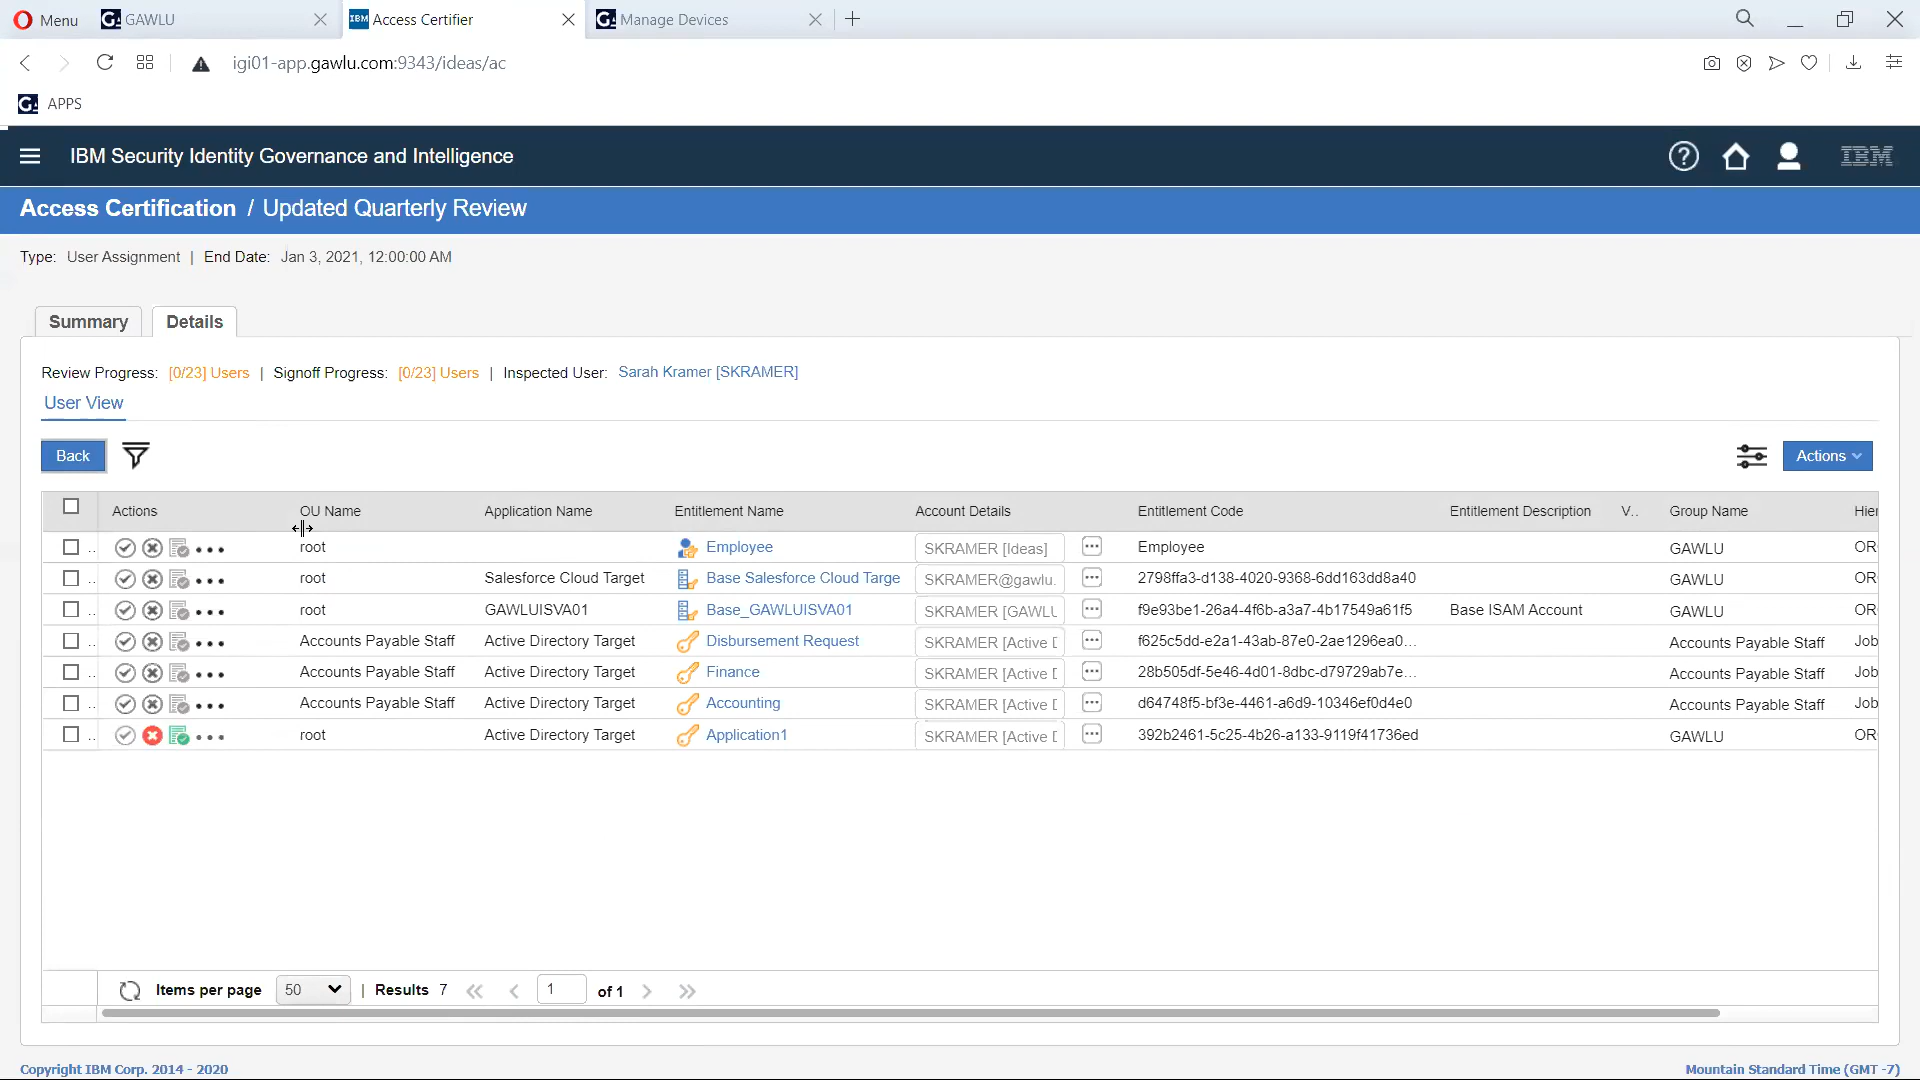 Menu GAWLU Access Certifier Manage Devices
igi01-app.gawlu.com:9343/ideas/ac
APPS
IBM Security Identity Governance and Intelligence IBM
Access Certification / Updated Quarterly Review
Type: User Assignment | End Date: Jan 3, 2021, 12:00:00 AM
Summary Details
Review Progress: [0/23] Users | Signoff Progress: [0/23] Users | Inspected User: Sarah Kramer [SKRAMER]
User View
Back Actions
Actions OU Name Application Name Entitlement Name Account Details Entitlement Code Entitlement Description V.. Group Name Hier
.. root Employee SKRAMER [Ideas] Employee GAWLU OR
.. root Salesforce Cloud Target Base Salesforce Cloud Targe SKRAMER@gawlu. 2798ffa3-d138-4020-9368-6dd163dd8a40 GAWLU OR
.. root GAWLUISVA01 Base_GAWLUISVA01 SKRAMER [GAWLU f9e93be1-26a4-4f6b-a3a7-4b17549a61f5 Base ISAM Account GAWLU OR
.. Accounts Payable Staff Active Directory Target Disbursement Request SKRAMER [Active D f625c5dd-e2a1-43ab-87e0-2ae1296ea0... Accounts Payable Staff Job
.. Accounts Payable Staff Active Directory Target Finance SKRAMER [Active D 28b505df-5e46-4d01-8dbc-d79729ab7e... Accounts Payable Staff Job
.. Accounts Payable Staff Active Directory Target Accounting SKRAMER [Active D d64748f5-bf3e-4461-a6d9-10346ef0d4e0 Accounts Payable Staff Job
.. root Active Directory Target Application1 SKRAMER [Active D 392b2461-5c25-4b26-a133-9119f41736ed GAWLU OR
Items per page 50 | Results 7 1 of 1
Copyright IBM Corp. 2014 - 2020 Mountain Standard Time (GMT -7)